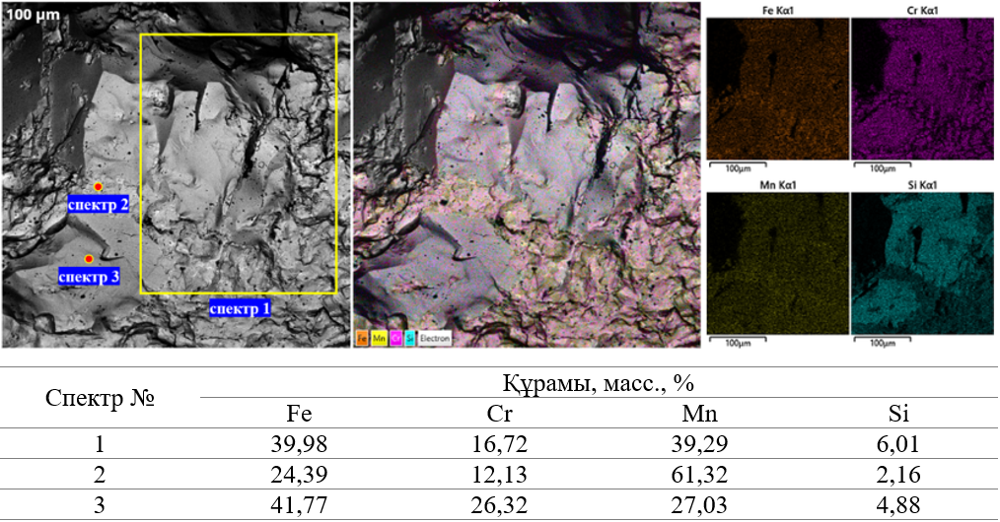 100 μm
спектр 2
спектр 3
спектр 1
Fe Mn Cr Si Electron
Fe Kα1
Cr Kα1
100μm
100μm
Mn Kα1
Si Kα1
100μm
100μm
Спектр № Құрамы, масс., %
Fe Cr Mn Si
1 39,98 16,72 39,29 6,01
2 24,39 12,13 61,32 2,16
3 41,77 26,32 27,03 4,88